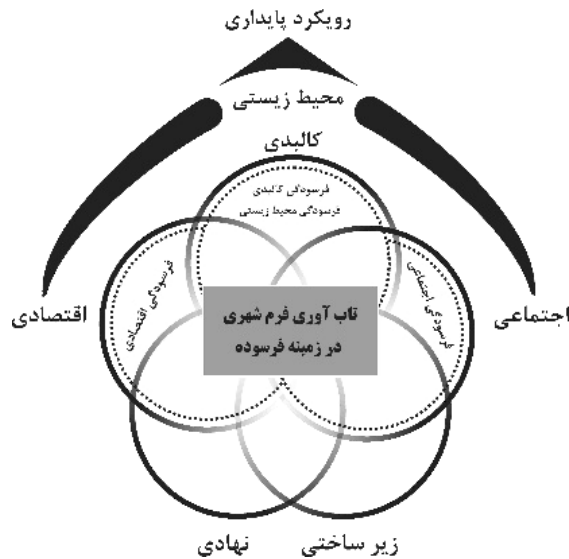 رویکرد پایداری
محیط زیستی
کالبدی
فرسودگی کالبدی
فرسودگی محیط زیستی
فرسودگی اجتماعی
فرسودگی اقتصادی
اجتماعی
اقتصادی
تاب آوری فرم شهری
در زمینه فرسوده
زیر ساختی
نهادی